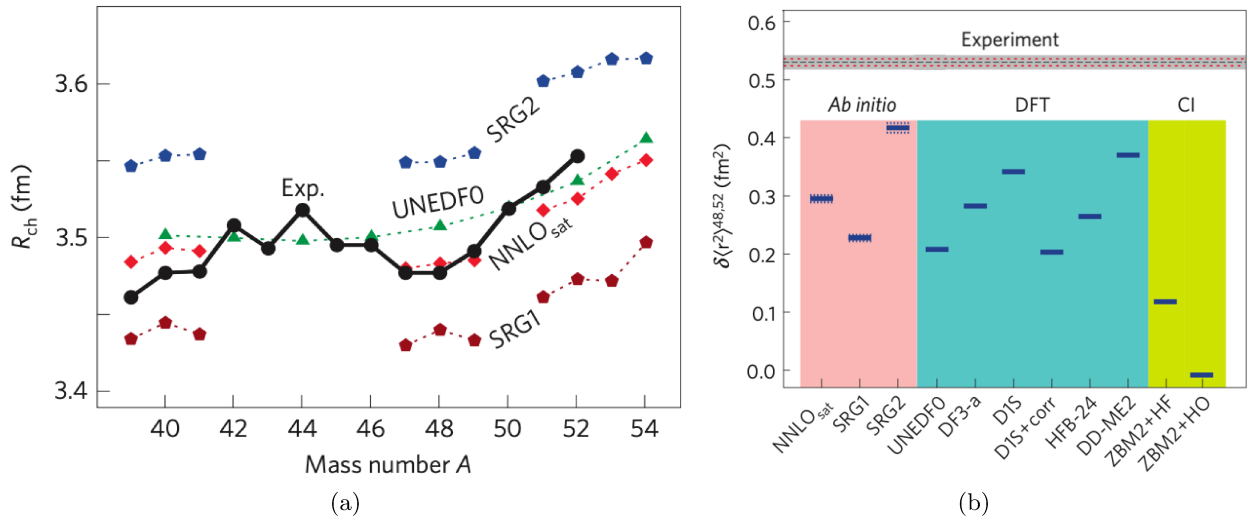 3.6
3.5
3.4
R_ch (fm)
40 42 44 46 48 50 52 54
Mass number A
Exp.
UNEDF0
SRG2
NNLO_sat
SRG1
(a)
0.6
0.5
0.4
0.3
0.2
0.1
0.0
δ⟨r²⟩^48,52 (fm²)
Experiment
Ab initio DFT CI
NNLO_sat
SRG1
SRG2
UNEDF0
DF3-a
D1S
D1S+corr
HFB-24
DD-ME2
ZBM2+HF
ZBM2+HO
(b)